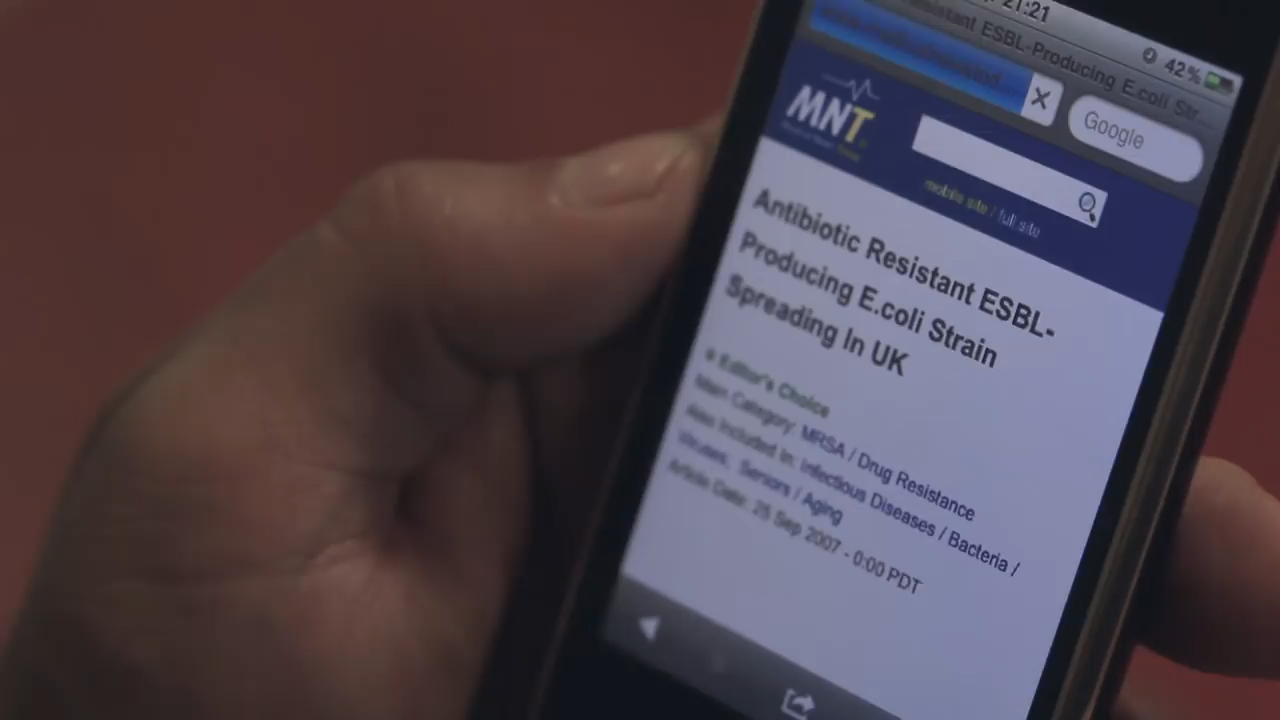 21:21
42%
Resistant ESBL-Producing E.coli Str...
Google
MNT
mobile site / full site
Antibiotic Resistant ESBL-
Producing E.coli Strain
Spreading In UK
Editor's Choice
Main Category: MRSA / Drug Resistance
Also Included In: Infectious Diseases / Bacteria /
Viruses; Seniors / Aging
Article Date: 25 Sep 2007 - 0:00 PDT